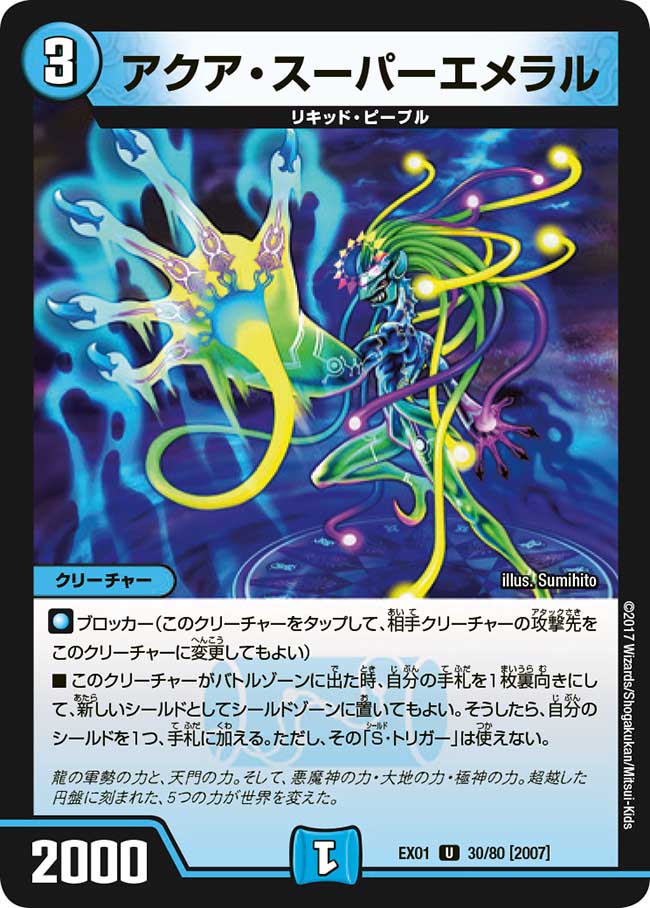 3
アクア・スーパーエメラル
リキッド・ピープル
クリーチャー
illus. Sumihito
ブロッカー（このクリーチャーをタップして、相手クリーチャーの攻撃先を
このクリーチャーに変更してもよい）
■ このクリーチャーがバトルゾーンに出た時、自分の手札を1枚裏向きにし
て、新しいシールドとしてシールドゾーンに置いてもよい。そうしたら、自分の
シールドを1つ、手札に加える。ただし、その「S・トリガー」は使えない。
龍の軍勢の力と、天門の力。そして、悪魔神の力・大地の力・極神の力。超越した
円盤に刻まれた、5つの力が世界を変えた。
©2017 Wizards/Shogakukan/Mitsui-Kids
2000
1
EX01 U 30/80 [2007]